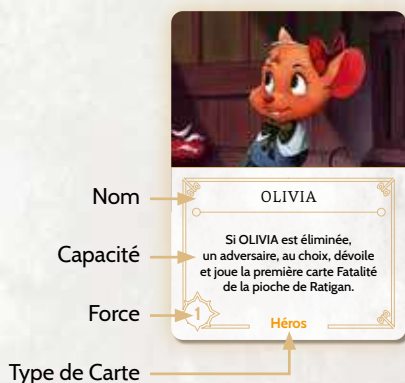 Nom
OLIVIA
Capacité
Si OLIVIA est éliminée,
un adversaire, au choix, dévoile
et joue la première carte Fatalité
de la pioche de Ratigan.
Force
1
Héros
Type de Carte